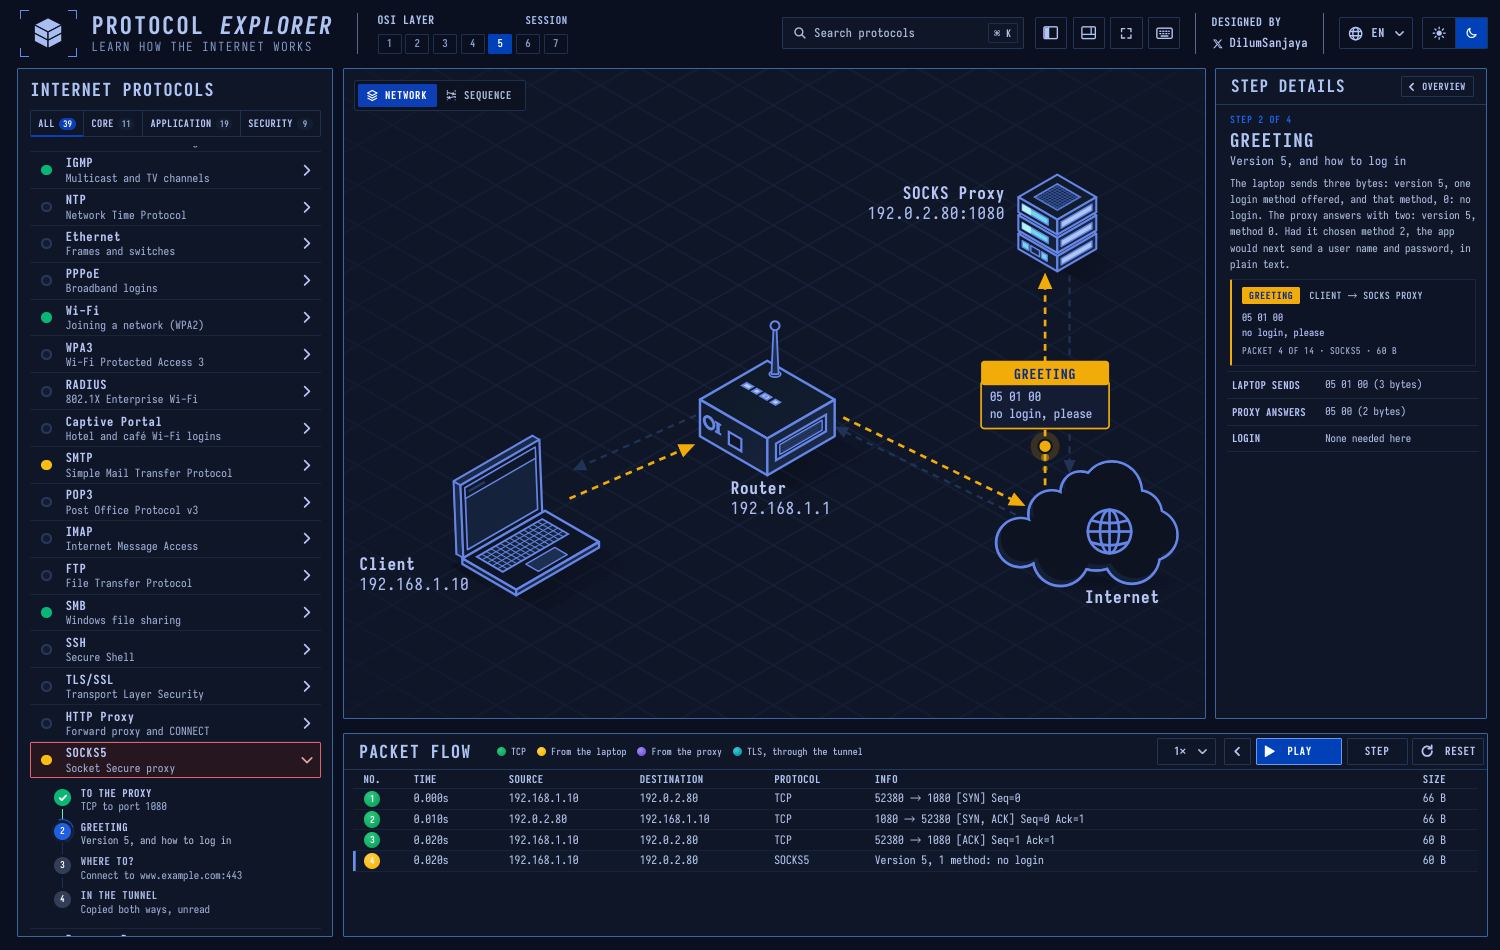 PROTOCOL EXPLORER
LEARN HOW THE INTERNET WORKS
OSI LAYER
SESSION
1 2 3 4 5 6 7
Search protocols
⌘ K
DESIGNED BY
DilumSanjaya
EN
INTERNET PROTOCOLS
ALL 39
CORE 11
APPLICATION 19
SECURITY 9
IGMP
Multicast and TV channels
NTP
Network Time Protocol
Ethernet
Frames and switches
PPPoE
Broadband logins
Wi-Fi
Joining a network (WPA2)
WPA3
Wi-Fi Protected Access 3
RADIUS
802.1X Enterprise Wi-Fi
Captive Portal
Hotel and café Wi-Fi logins
SMTP
Simple Mail Transfer Protocol
POP3
Post Office Protocol v3
IMAP
Internet Message Access
FTP
File Transfer Protocol
SMB
Windows file sharing
SSH
Secure Shell
TLS/SSL
Transport Layer Security
HTTP Proxy
Forward proxy and CONNECT
SOCKS5
Socket Secure proxy
TO THE PROXY
TCP to port 1080
2
GREETING
Version 5, and how to log in
3
WHERE TO?
Connect to www.example.com:443
4
IN THE TUNNEL
Copied both ways, unread
NETWORK
SEQUENCE
SOCKS Proxy
192.0.2.80:1080
GREETING
05 01 00
no login, please
Router
192.168.1.1
Client
192.168.1.10
Internet
STEP DETAILS
OVERVIEW
STEP 2 OF 4
GREETING
Version 5, and how to log in
The laptop sends three bytes: version 5, one
login method offered, and that method, 0: no
login. The proxy answers with two: version 5,
method 0. Had it chosen method 2, the app
would next send a user name and password, in
plain text.
GREETING CLIENT → SOCKS PROXY
05 01 00
no login, please
PACKET 4 OF 14 · SOCKS5 · 60 B
LAPTOP SENDS 05 01 00 (3 bytes)
PROXY ANSWERS 05 00 (2 bytes)
LOGIN None needed here
PACKET FLOW
TCP
From the laptop
From the proxy
TLS, through the tunnel
1×
PLAY
STEP
RESET
NO. TIME SOURCE DESTINATION PROTOCOL INFO SIZE
1 0.000s 192.168.1.10 192.0.2.80 TCP 52380 → 1080 [SYN] Seq=0 66 B
2 0.010s 192.0.2.80 192.168.1.10 TCP 1080 → 52380 [SYN, ACK] Seq=0 Ack=1 66 B
3 0.020s 192.168.1.10 192.0.2.80 TCP 52380 → 1080 [ACK] Seq=1 Ack=1 60 B
4 0.020s 192.168.1.10 192.0.2.80 SOCKS5 Version 5, 1 method: no login 60 B